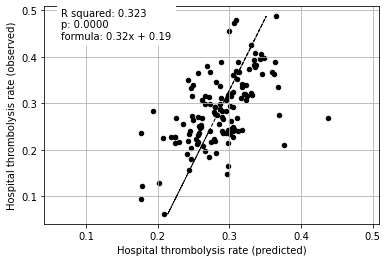 R squared: 0.323
p: 0.0000
formula: 0.32x + 0.19
Hospital thrombolysis rate (observed)
0.5
0.4
0.3
0.2
0.1
0.1
0.2
0.3
0.4
0.5
Hospital thrombolysis rate (predicted)